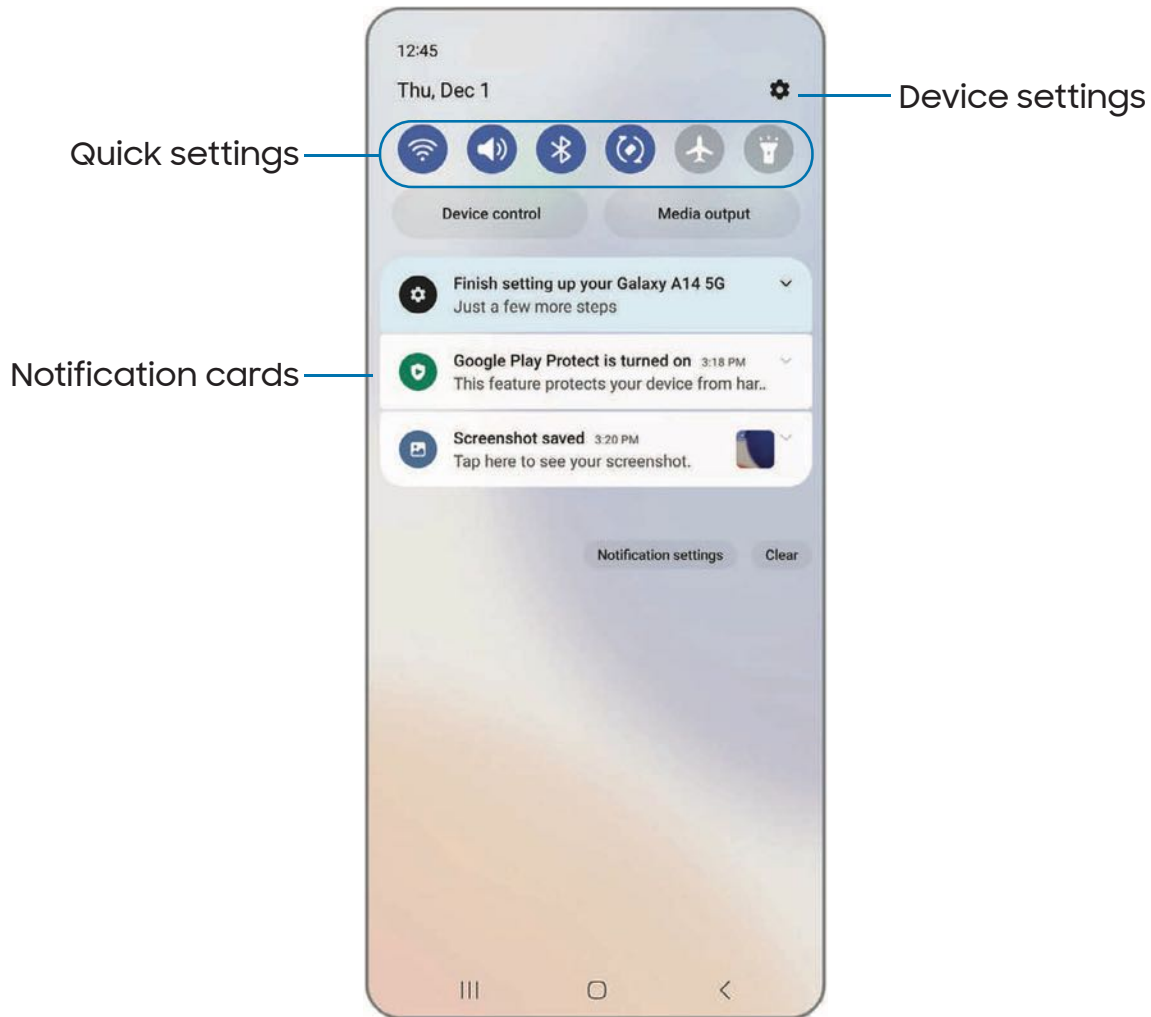 12:45
Thu, Dec 1
Device settings
Quick settings
Device control
Media output
Finish setting up your Galaxy A14 5G
Just a few more steps
Notification cards
Google Play Protect is turned on 3:18 PM
This feature protects your device from har..
Screenshot saved 3:20 PM
Tap here to see your screenshot.
Notification settings
Clear